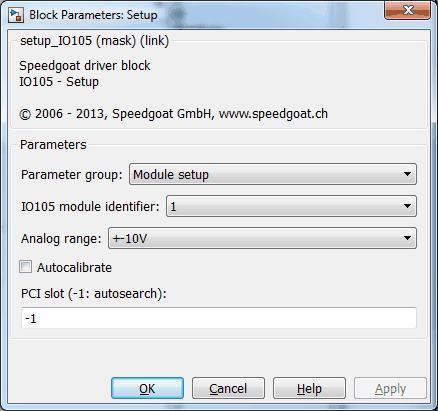 Block Parameters: Setup
setup_IO105 (mask) (link)
Speedgoat driver block
IO105 - Setup
© 2006 - 2013, Speedgoat GmbH, www.speedgoat.ch
Parameters
Parameter group: Module setup
IO105 module identifier: 1
Analog range: +-10V
Autocalibrate
PCI slot (-1: autosearch):
-1
OK Cancel Help Apply